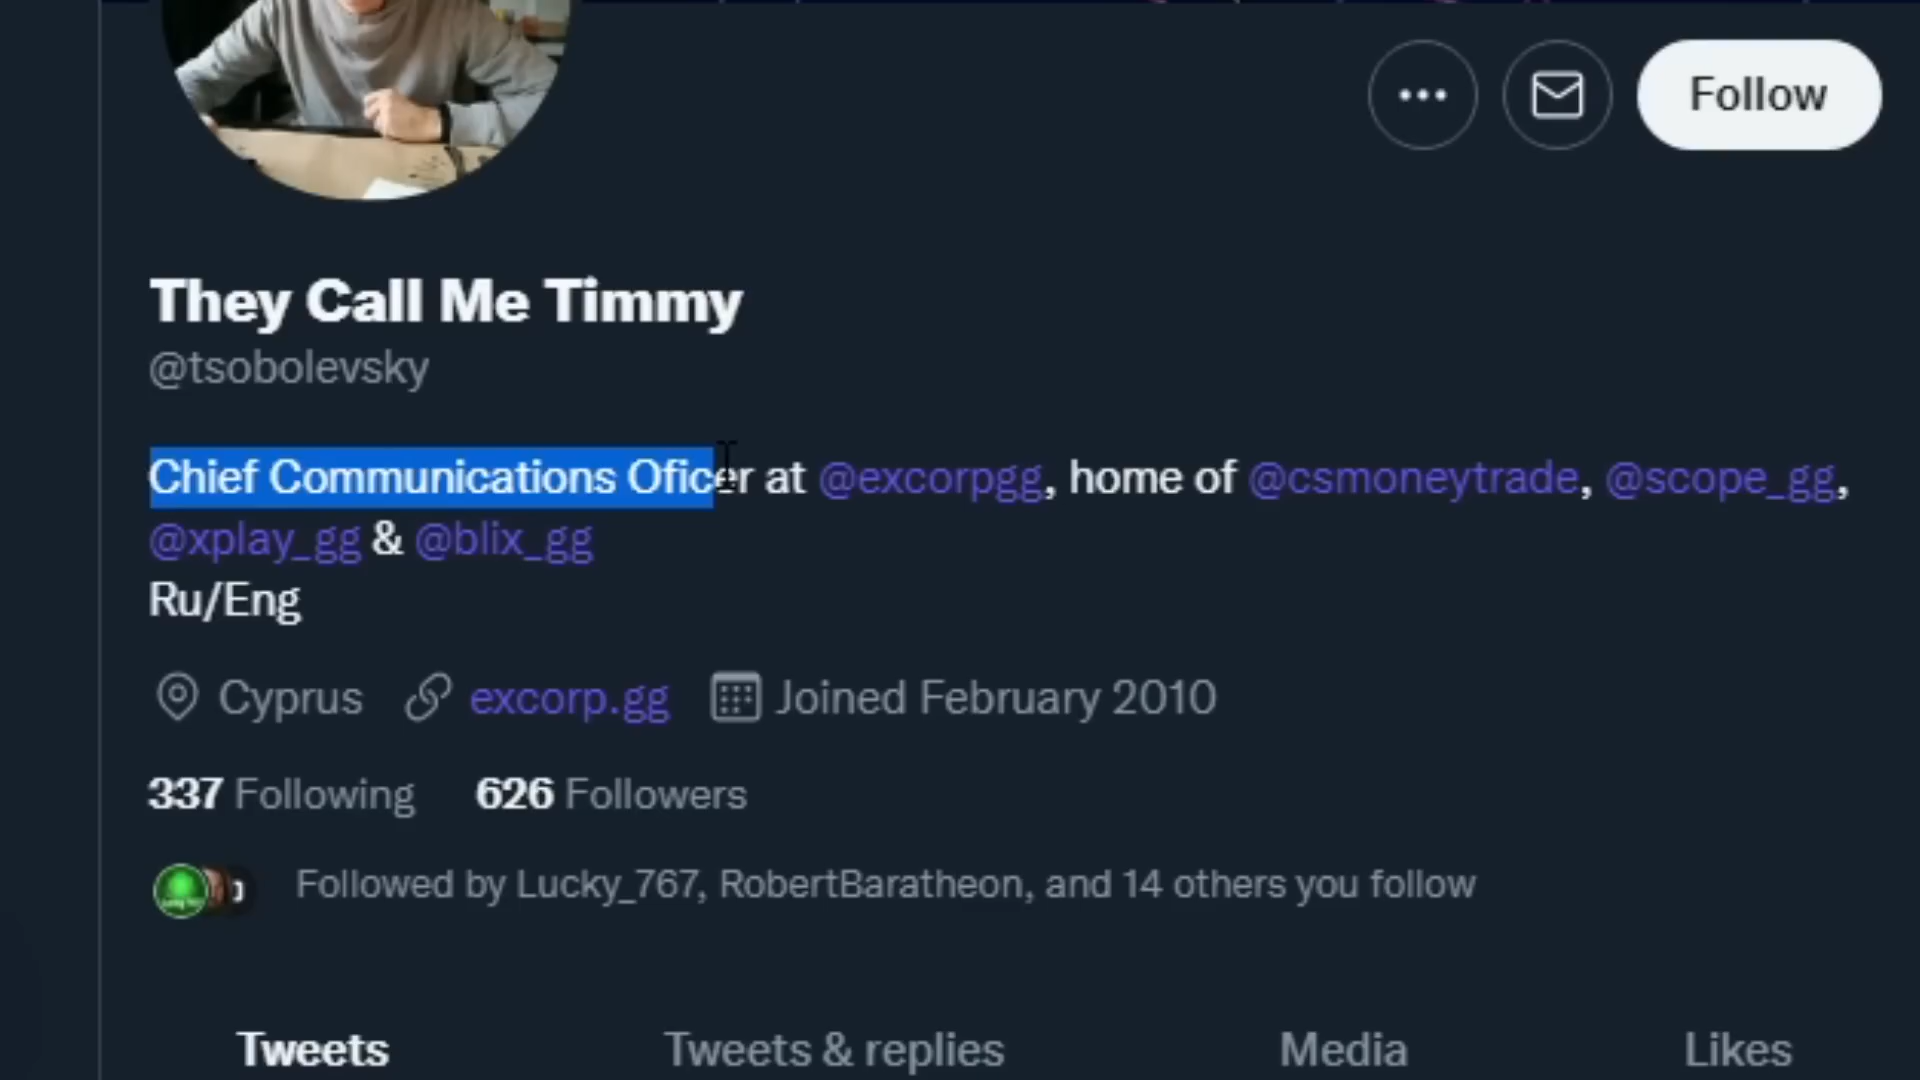 Follow
They Call Me Timmy
@tsobolevsky
Chief Communications Oficer at @excorpgg, home of @csmoneytrade, @scope_gg,
@xplay_gg & @blix_gg
Ru/Eng
Cyprus excorp.gg Joined February 2010
337 Following 626 Followers
Followed by Lucky_767, RobertBaratheon, and 14 others you follow
Tweets Tweets & replies Media Likes